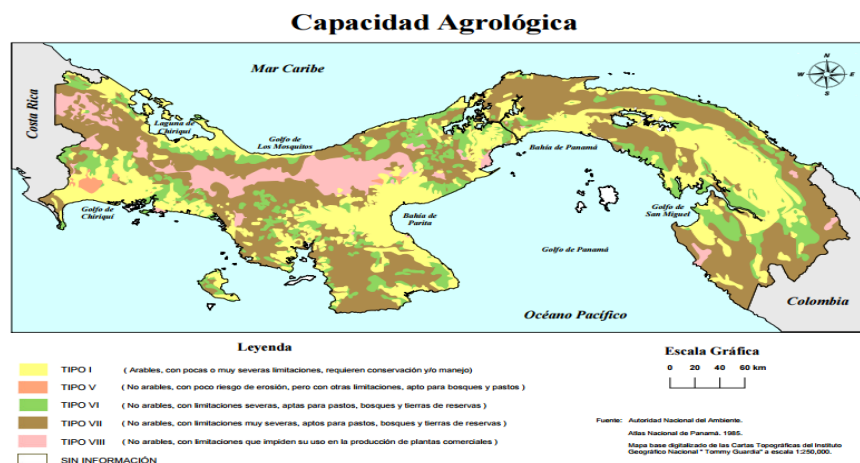 Capacidad Agrológica
Mar Caribe
N
W E
S
Costa Rica
Laguna de
Chiriquí
Golfo de
Los Mosquitos
Bahía de Panamá
Golfo de
Chiriquí
Bahía de
Parita
Golfo de
San Miguel
Golfo de Panamá
Océano Pacífico
Colombia
Leyenda
TIPO I ( Arables, con pocas o muy severas limitaciones, requieren conservación y/o manejo)
TIPO V ( No arables, con poco riesgo de erosión, pero con otras limitaciones, apto para bosques y pastos )
TIPO VI ( No arables, con limitaciones severas, aptas para pastos, bosques y tierras de reservas )
TIPO VII ( No arables, con limitaciones muy severas, aptos para pastos, bosques y tierras de reservas )
TIPO VIII ( No arables, con limitaciones que impiden su uso en la producción de plantas comerciales )
SIN INFORMACIÓN
Escala Gráfica
0 20 40 60 km
Fuente: Autoridad Nacional del Ambiente.
Atlas Nacional de Panamá. 1985.
Mapa base digitalizado de las Cartas Topográficas del Instituto
Geográfico Nacional " Tommy Guardia" a escala 1:250,000.